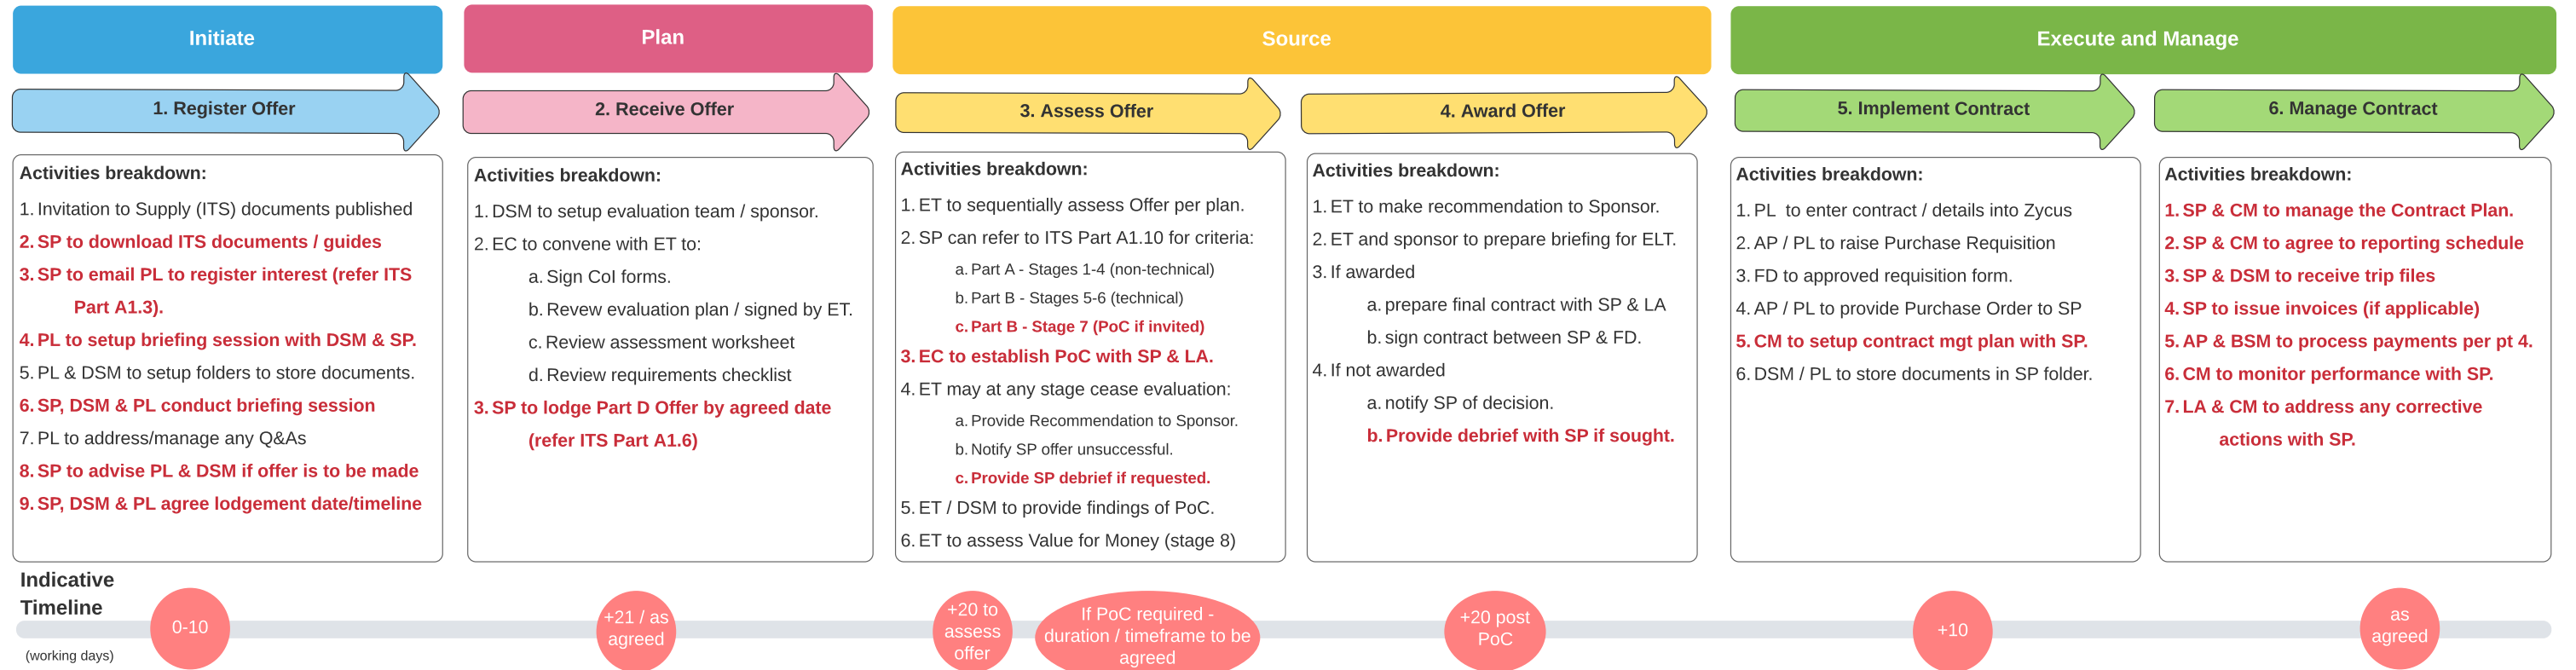 Initiate
Plan
Source
Execute and Manage
1. Register Offer
2. Receive Offer
3. Assess Offer
4. Award Offer
5. Implement Contract
6. Manage Contract
Activities breakdown:
1. Invitation to Supply (ITS) documents published
2. SP to download ITS documents / guides
3. SP to email PL to register interest (refer ITS
Part A1.3).
4. PL to setup briefing session with DSM & SP.
5. PL & DSM to setup folders to store documents.
6. SP, DSM & PL conduct briefing session
7. PL to address/manage any Q&As
8. SP to advise PL & DSM if offer is to be made
9. SP, DSM & PL agree lodgement date/timeline
Activities breakdown:
1. DSM to setup evaluation team / sponsor.
2. EC to convene with ET to:
a. Sign CoI forms.
b. Revew evaluation plan / signed by ET.
c. Review assessment worksheet
d. Review requirements checklist
3. SP to lodge Part D Offer by agreed date
(refer ITS Part A1.6)
Activities breakdown:
1. ET to sequentially assess Offer per plan.
2. SP can refer to ITS Part A1.10 for criteria:
a. Part A - Stages 1-4 (non-technical)
b. Part B - Stages 5-6 (technical)
c. Part B - Stage 7 (PoC if invited)
3. EC to establish PoC with SP & LA.
4. ET may at any stage cease evaluation:
a. Provide Recommendation to Sponsor.
b. Notify SP offer unsuccessful.
c. Provide SP debrief if requested.
5. ET / DSM to provide findings of PoC.
6. ET to assess Value for Money (stage 8)
Activities breakdown:
1. ET to make recommendation to Sponsor.
2. ET and sponsor to prepare briefing for ELT.
3. If awarded
a. prepare final contract with SP & LA
b. sign contract between SP & FD.
4. If not awarded
a. notify SP of decision.
b. Provide debrief with SP if sought.
Activities breakdown:
1. PL to enter contract / details into Zycus
2. AP / PL to raise Purchase Requisition
3. FD to approved requisition form.
4. AP / PL to provide Purchase Order to SP
5. CM to setup contract mgt plan with SP.
6. DSM / PL to store documents in SP folder.
Activities breakdown:
1. SP & CM to manage the Contract Plan.
2. SP & CM to agree to reporting schedule
3. SP & DSM to receive trip files
4. SP to issue invoices (if applicable)
5. AP & BSM to process payments per pt 4.
6. CM to monitor performance with SP.
7. LA & CM to address any corrective
actions with SP.
Indicative
Timeline
(working days)
0-10
+21 / as
agreed
+20 to
assess
offer
If PoC required -
duration / timeframe to be
agreed
+20 post
PoC
+10
as
agreed